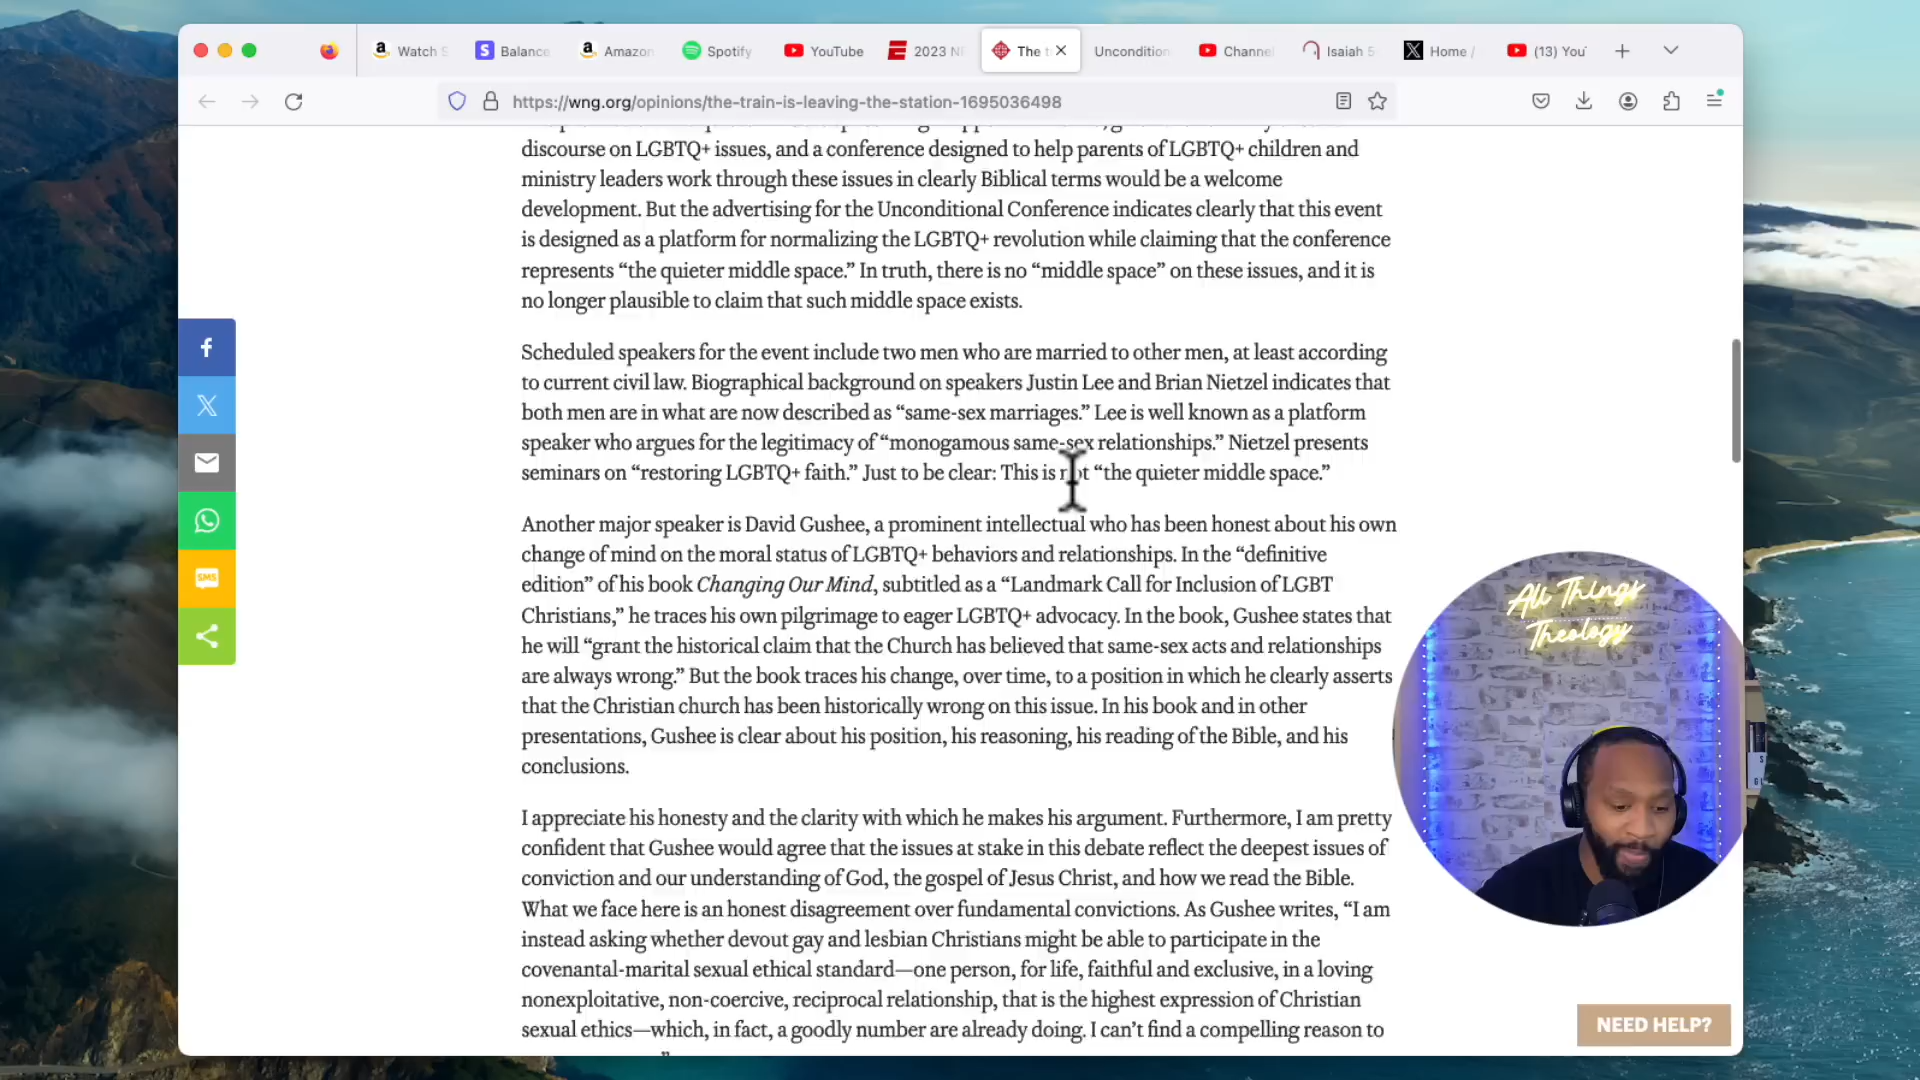 Watch S
Balance
Amazon
Spotify
YouTube
2023 NF
The t
Uncondition
Channel
Isaiah 5
Home /
(13) You
https://wng.org/opinions/the-train-is-leaving-the-station-1695036498
discourse on LGBTQ+ issues, and a conference designed to help parents of LGBTQ+ children and
ministry leaders work through these issues in clearly Biblical terms would be a welcome
development. But the advertising for the Unconditional Conference indicates clearly that this event
is designed as a platform for normalizing the LGBTQ+ revolution while claiming that the conference
represents “the quieter middle space.” In truth, there is no “middle space” on these issues, and it is
no longer plausible to claim that such middle space exists.
Scheduled speakers for the event include two men who are married to other men, at least according
to current civil law. Biographical background on speakers Justin Lee and Brian Nietzel indicates that
both men are in what are now described as “same-sex marriages.” Lee is well known as a platform
speaker who argues for the legitimacy of “monogamous same-sex relationships.” Nietzel presents
seminars on “restoring LGBTQ+ faith.” Just to be clear: This is not “the quieter middle space.”
Another major speaker is David Gushee, a prominent intellectual who has been honest about his own
change of mind on the moral status of LGBTQ+ behaviors and relationships. In the “definitive
edition” of his book Changing Our Mind, subtitled as a “Landmark Call for Inclusion of LGBT
Christians,” he traces his own pilgrimage to eager LGBTQ+ advocacy. In the book, Gushee states that
he will “grant the historical claim that the Church has believed that same-sex acts and relationships
are always wrong.” But the book traces his change, over time, to a position in which he clearly asserts
that the Christian church has been historically wrong on this issue. In his book and in other
presentations, Gushee is clear about his position, his reasoning, his reading of the Bible, and his
conclusions.
I appreciate his honesty and the clarity with which he makes his argument. Furthermore, I am pretty
confident that Gushee would agree that the issues at stake in this debate reflect the deepest issues of
conviction and our understanding of God, the gospel of Jesus Christ, and how we read the Bible.
What we face here is an honest disagreement over fundamental convictions. As Gushee writes, “I am
instead asking whether devout gay and lesbian Christians might be able to participate in the
covenantal-marital sexual ethical standard—one person, for life, faithful and exclusive, in a loving
nonexploitative, non-coercive, reciprocal relationship, that is the highest expression of Christian
sexual ethics—which, in fact, a goodly number are already doing. I can’t find a compelling reason to
SMS
All Things
Theology
NEED HELP?